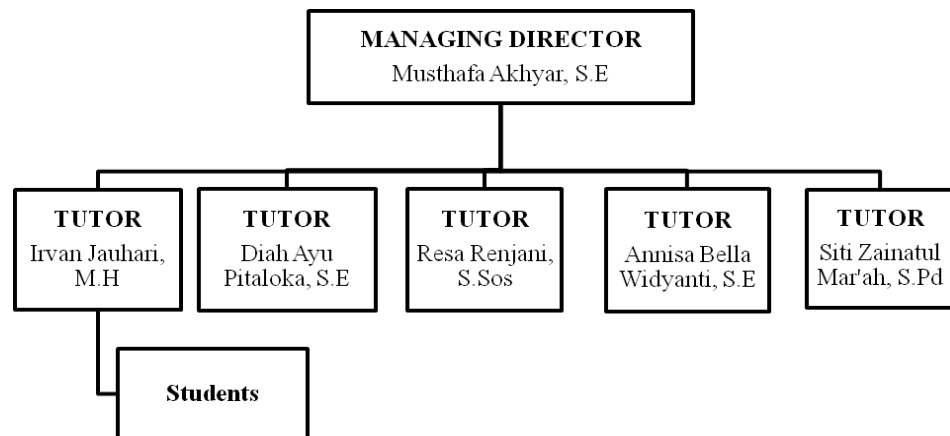 MANAGING DIRECTOR
Musthafa Akhyar, S.E
TUTOR
Irvan Jauhari,
M.H
TUTOR
Diah Ayu
Pitaloka, S.E
TUTOR
Resa Renjani,
S.Sos
TUTOR
Annisa Bella
Widyanti, S.E
TUTOR
Siti Zainatul
Mar'ah, S.Pd
Students